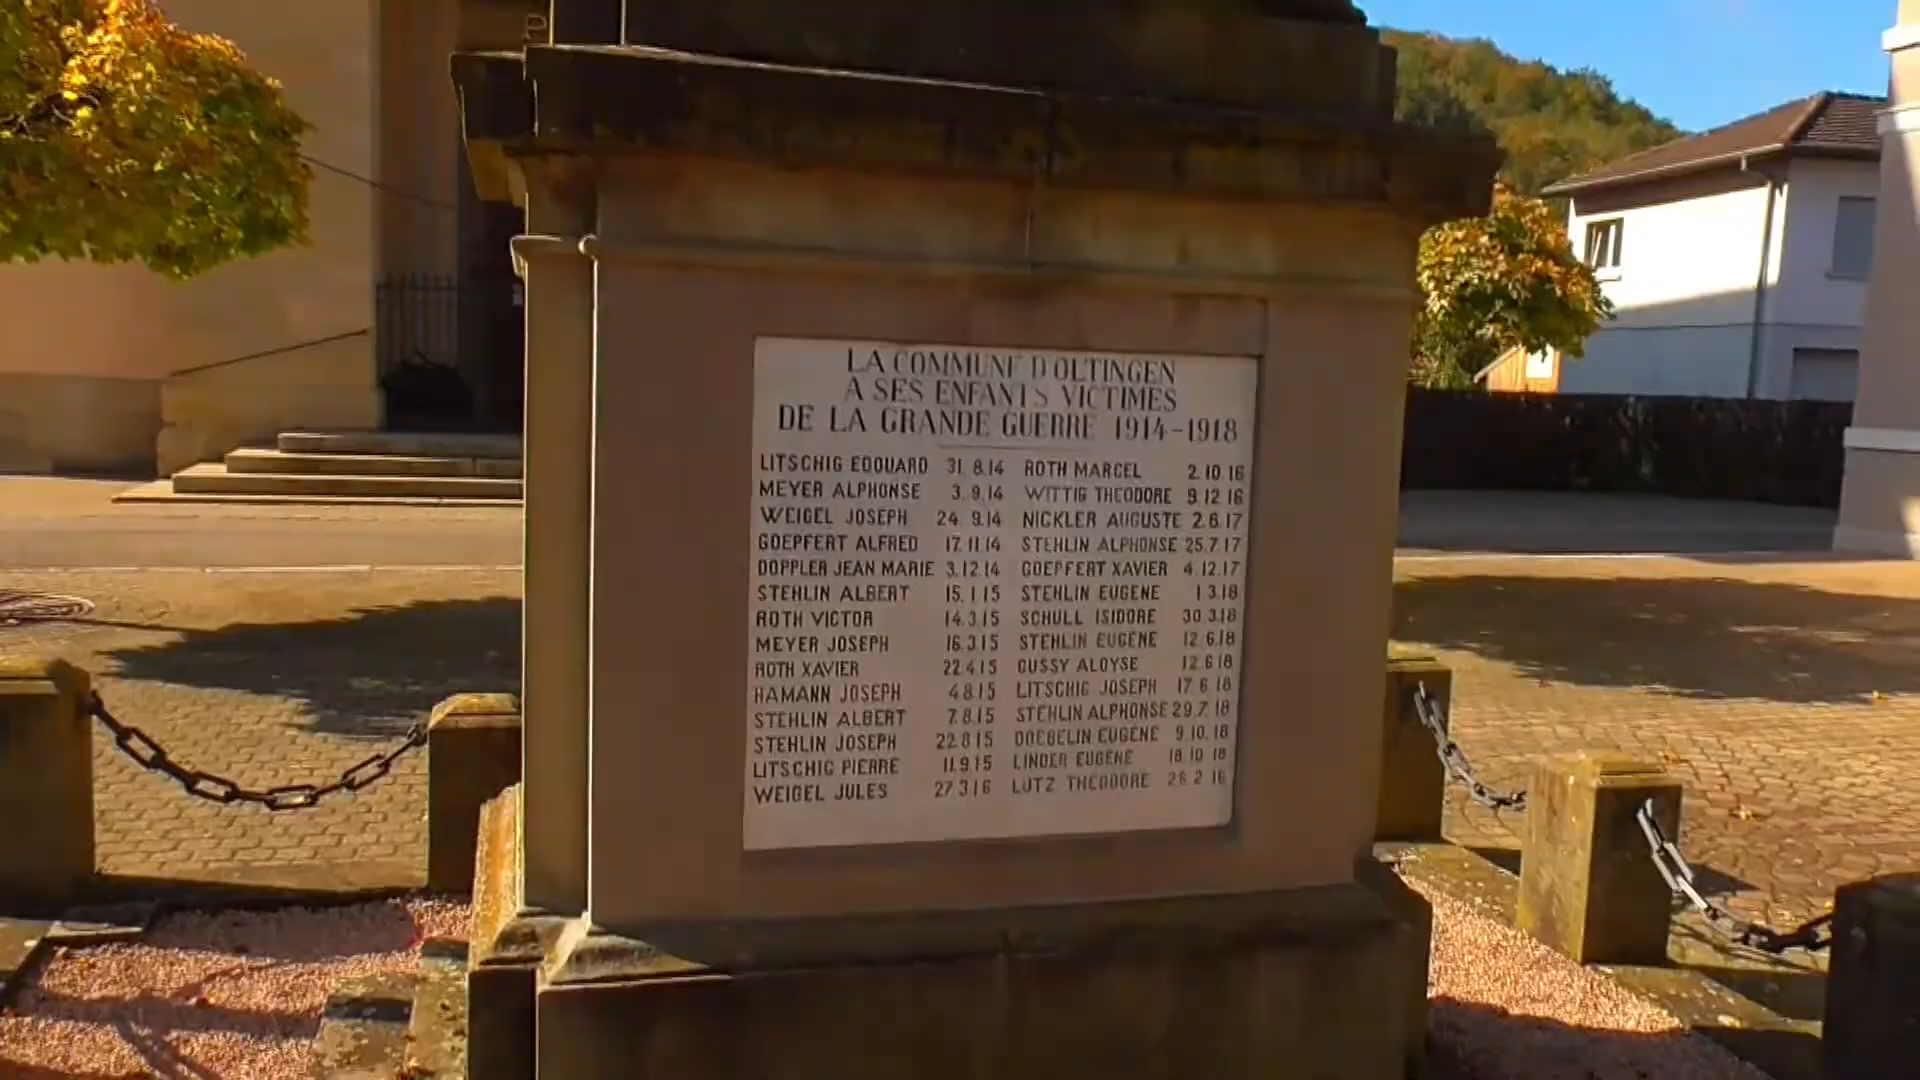 LA COMMUNE D'OLTINGEN
A SES ENFANTS VICTIMES
DE LA GRANDE GUERRE 1914-1918
LITSCHIG EDOUARD 31.8.14 ROTH MARCEL 2.10.16
MEYER ALPHONSE 3.9.14 WITTIG THEODORE 9.12.16
WEIGEL JOSEPH 24.9.14 NICKLER AUGUSTE 2.6.17
GOEPFERT ALFRED 17.11.14 STEHLIN ALPHONSE 25.7.17
DOPPLER JEAN MARIE 3.12.14 GOEPFERT XAVIER 4.12.17
STEHLIN ALBERT 15.1.15 STEHLIN EUGENE 1.3.18
ROTH VICTOR 14.3.15 SCHULL ISIDORE 30.3.18
MEYER JOSEPH 16.3.15 STEHLIN EUGENE 12.6.18
ROTH XAVIER 22.4.15 GUSSY ALOYSE 12.6.18
HAMANN JOSEPH 4.8.15 LITSCHIG JOSEPH 17.6.18
STEHLIN ALBERT 7.8.15 STEHLIN ALPHONSE 29.7.18
STEHLIN JOSEPH 22.8.15 DOEBELIN EUGENE 9.10.18
LITSCHIG PIERRE 11.9.15 LINDER EUGENE 18.10.18
WEIGEL JULES 27.3.16 LUTZ THEODORE 26.2.16